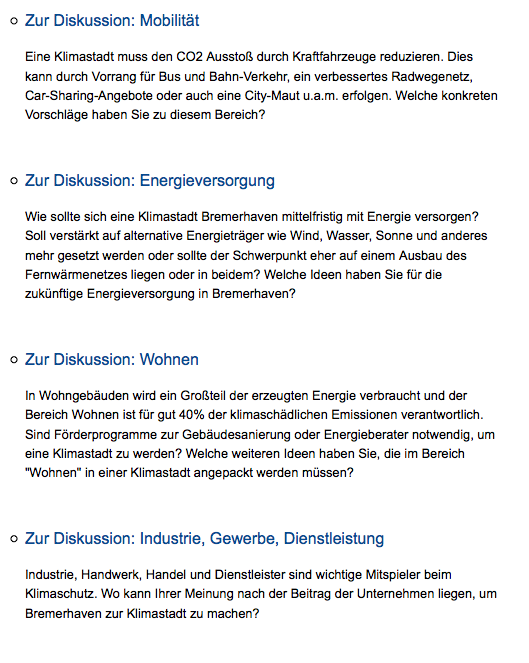 Zur Diskussion: Mobilität
Eine Klimastadt muss den CO2 Ausstoß durch Kraftfahrzeuge reduzieren. Dies
kann durch Vorrang für Bus und Bahn-Verkehr, ein verbessertes Radwegenetz,
Car-Sharing-Angebote oder auch eine City-Maut u.a.m. erfolgen. Welche konkreten
Vorschläge haben Sie zu diesem Bereich?
Zur Diskussion: Energieversorgung
Wie sollte sich eine Klimastadt Bremerhaven mittelfristig mit Energie versorgen?
Soll verstärkt auf alternative Energieträger wie Wind, Wasser, Sonne und anderes
mehr gesetzt werden oder sollte der Schwerpunkt eher auf einem Ausbau des
Fernwärmenetzes liegen oder in beidem? Welche Ideen haben Sie für die
zukünftige Energieversorgung in Bremerhaven?
Zur Diskussion: Wohnen
In Wohngebäuden wird ein Großteil der erzeugten Energie verbraucht und der
Bereich Wohnen ist für gut 40% der klimaschädlichen Emissionen verantwortlich.
Sind Förderprogramme zur Gebäudesanierung oder Energieberater notwendig, um
eine Klimastadt zu werden? Welche weiteren Ideen haben Sie, die im Bereich
"Wohnen" in einer Klimastadt angepackt werden müssen?
Zur Diskussion: Industrie, Gewerbe, Dienstleistung
Industrie, Handwerk, Handel und Dienstleister sind wichtige Mitspieler beim
Klimaschutz. Wo kann Ihrer Meinung nach der Beitrag der Unternehmen liegen, um
Bremerhaven zur Klimastadt zu machen?